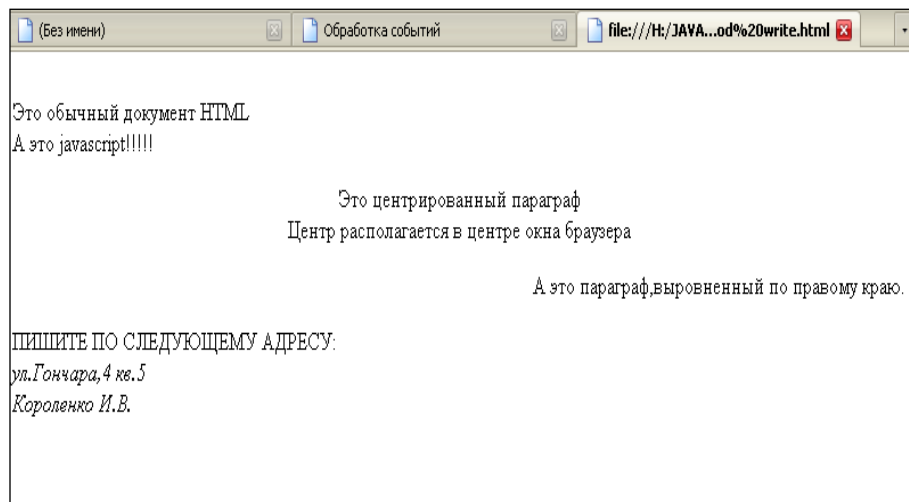 (Без имени)
Обработка событий
file:///H:/JAVA...od%20write.html
Это обычный документ HTML
А это javascript!!!!!
Это центрированный параграф
Центр располагается в центре окна браузера
А это параграф,выровненный по правому краю.
ПИШИТЕ ПО СЛЕДУЮЩЕМУ АДРЕСУ:
ул.Гончара,4 кв.5
Короленко И.В.